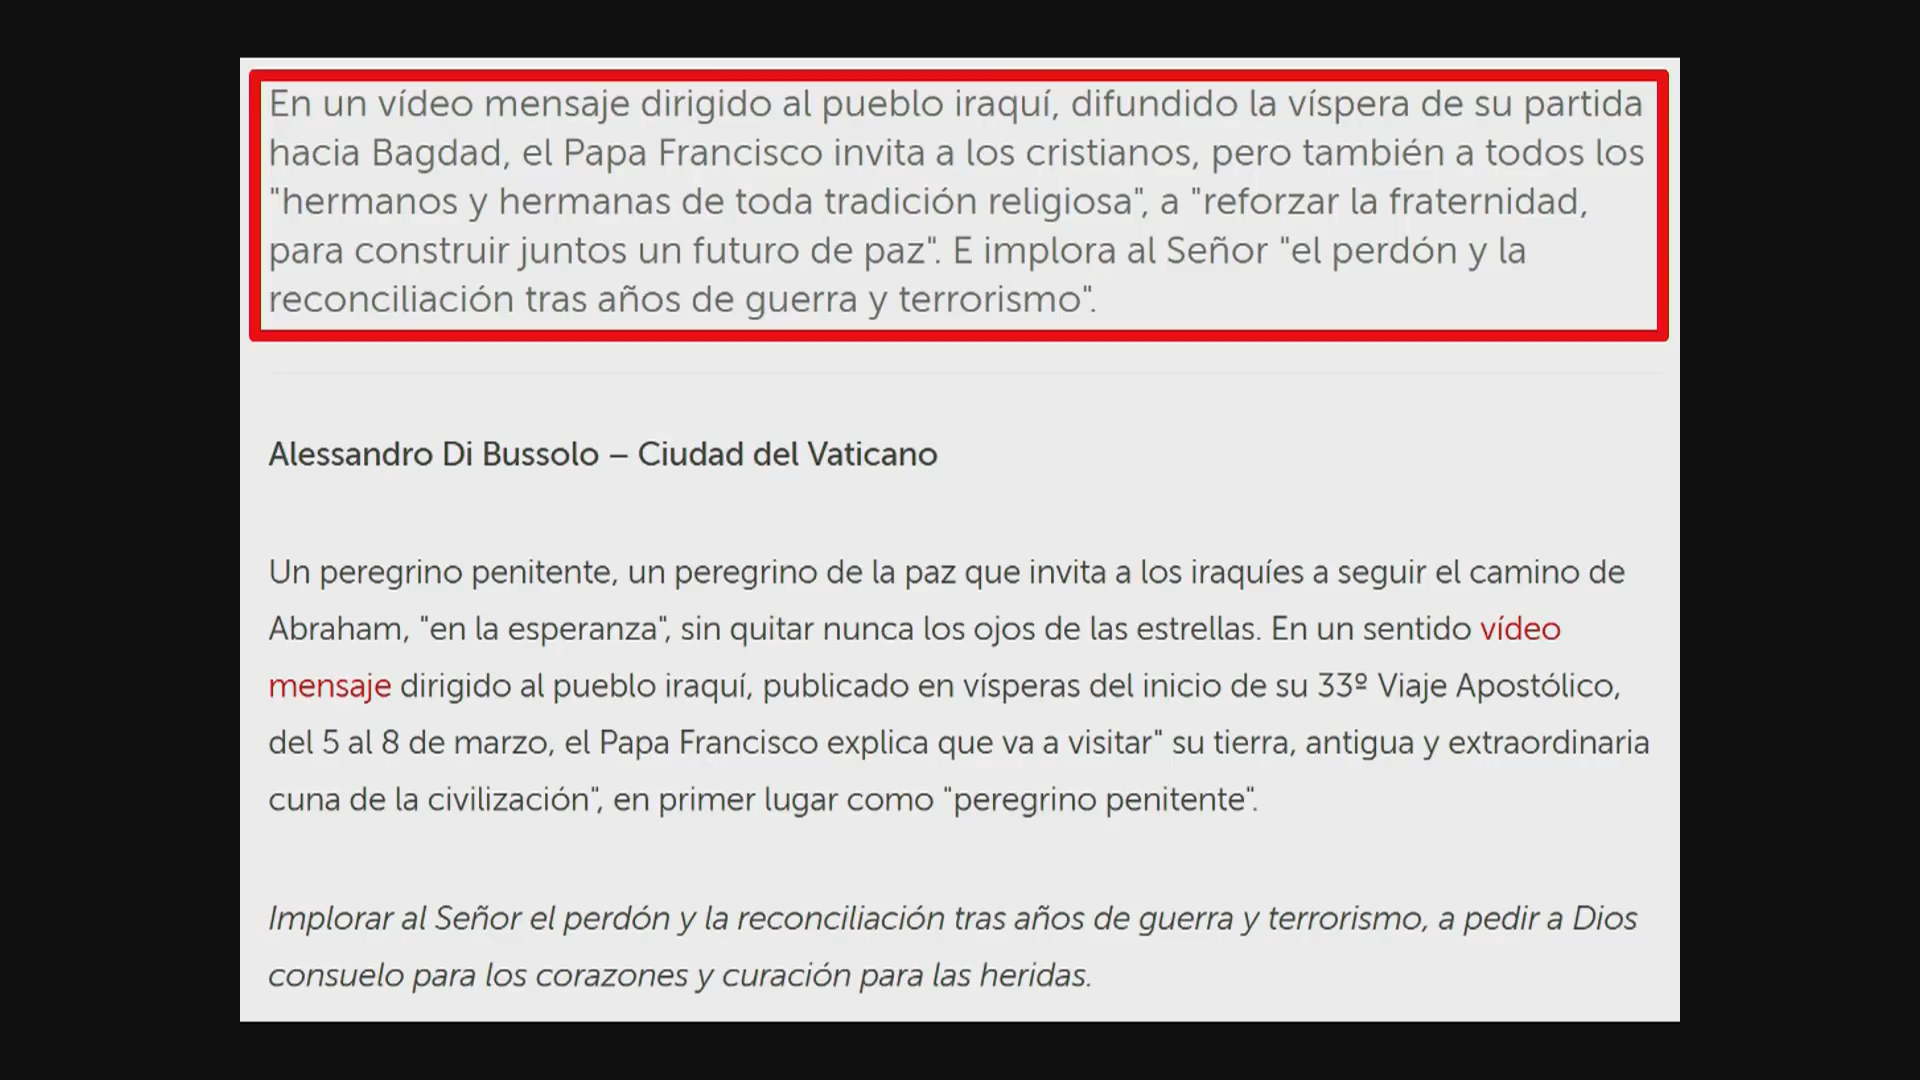 En un vídeo mensaje dirigido al pueblo iraquí, difundido la víspera de su partida
hacia Bagdad, el Papa Francisco invita a los cristianos, pero también a todos los
"hermanos y hermanas de toda tradición religiosa", a "reforzar la fraternidad,
para construir juntos un futuro de paz". E implora al Señor "el perdón y la
reconciliación tras años de guerra y terrorismo".
Alessandro Di Bussolo – Ciudad del Vaticano
Un peregrino penitente, un peregrino de la paz que invita a los iraquíes a seguir el camino de
Abraham, "en la esperanza", sin quitar nunca los ojos de las estrellas. En un sentido vídeo
mensaje dirigido al pueblo iraquí, publicado en vísperas del inicio de su 33º Viaje Apostólico,
del 5 al 8 de marzo, el Papa Francisco explica que va a visitar" su tierra, antigua y extraordinaria
cuna de la civilización", en primer lugar como "peregrino penitente".
Implorar al Señor el perdón y la reconciliación tras años de guerra y terrorismo, a pedir a Dios
consuelo para los corazones y curación para las heridas.